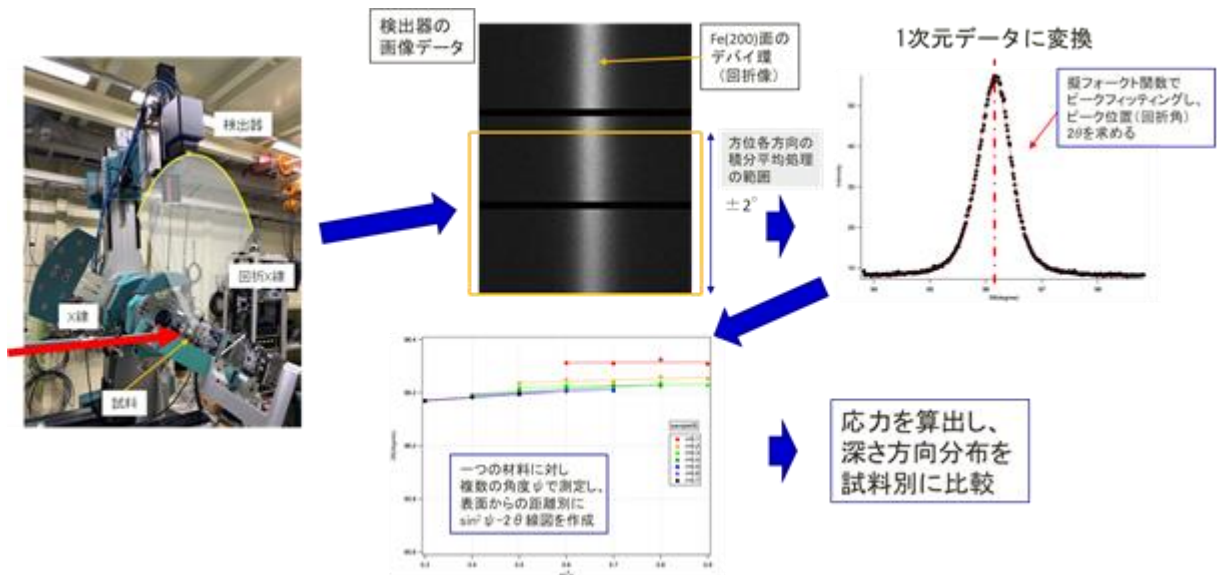 検出器の
画像データ
Fe(200)面の
デバイ環
（回折像）
1次元データに変換
擬フォークト関数で
ピークフィッティングし、
ピーク位置（回折角）
2θを求める
検出器
方位各方向の
積分平均処理
の範囲
±2°
回折X線
X線
試料
一つの材料に対し
複数の角度ψで測定し、
表面からの距離別に
sin²ψ-2θ線図を作成
応力を算出し、
深さ方向分布を
試料別に比較